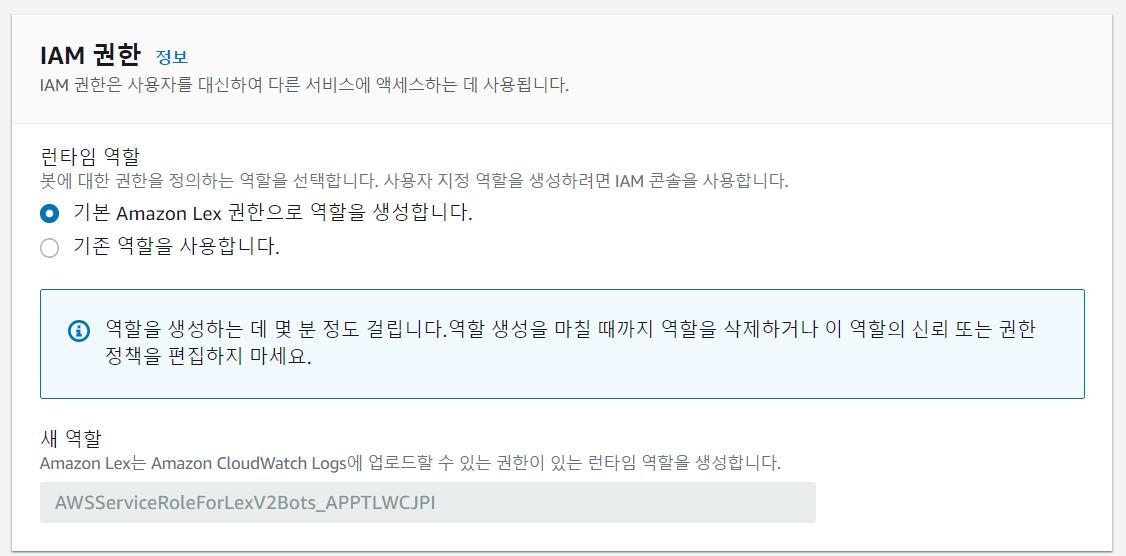 IAM 권한 정보
IAM 권한은 사용자를 대신하여 다른 서비스에 액세스하는 데 사용됩니다.
런타임 역할
봇에 대한 권한을 정의하는 역할을 선택합니다. 사용자 지정 역할을 생성하려면 IAM 콘솔을 사용합니다.
기본 Amazon Lex 권한으로 역할을 생성합니다.
기존 역할을 사용합니다.
역할을 생성하는 데 몇 분 정도 걸립니다.역할 생성을 마칠 때까지 역할을 삭제하거나 이 역할의 신뢰 또는 권한
정책을 편집하지 마세요.
새 역할
Amazon Lex는 Amazon CloudWatch Logs에 업로드할 수 있는 권한이 있는 런타임 역할을 생성합니다.
AWSServiceRoleForLexV2Bots_APPTLWCJPI